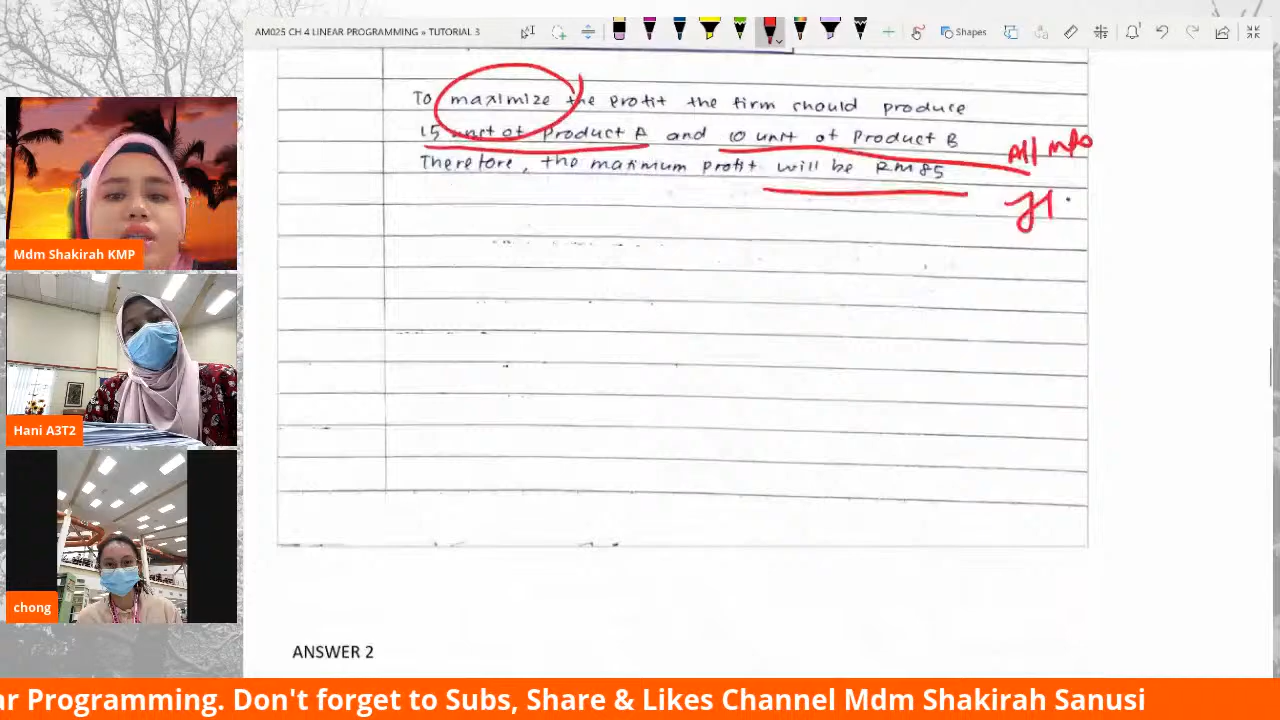 AM025 CH 4 LINEAR PROGRAMMING » TUTORIAL 3
Shapes
To maximize the profit the firm should produce
15 unit of product A and 10 unit of product B
Therefore, the maximum profit will be RM85
All
Mdm Shakirah KMP
Hani A3T2
chong
ANSWER 2
ar Programming. Don't forget to Subs, Share & Likes Channel Mdm Shakirah Sanusi